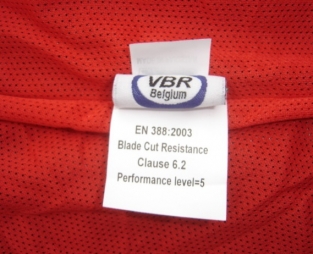 VBR
Belgium
EN 388:2003
Blade Cut Resistance
Clause 6.2
Performance level=5